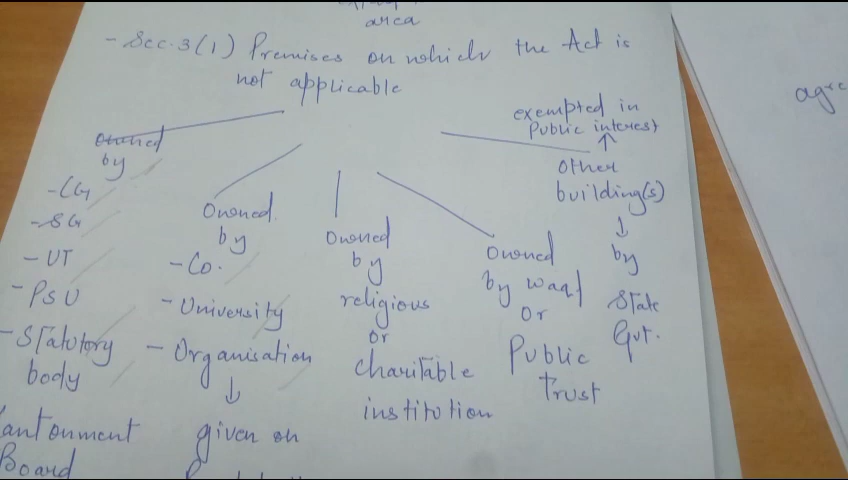 area
- Sec. 3(1) Premises on which the Act is
not applicable
owned
by
- CG
- SG
- UT
- PSU
- Statutory
body
Cantonment
Board
Owned
by
- Co.
- University
- Organisation
↓
given on
Owned
by
religious
or
charitable
institution
Owned
by waqf
or
Public
trust
exempted in
Public interest
↑
Other
building(s)
↓
by
State
Gvt.
agre